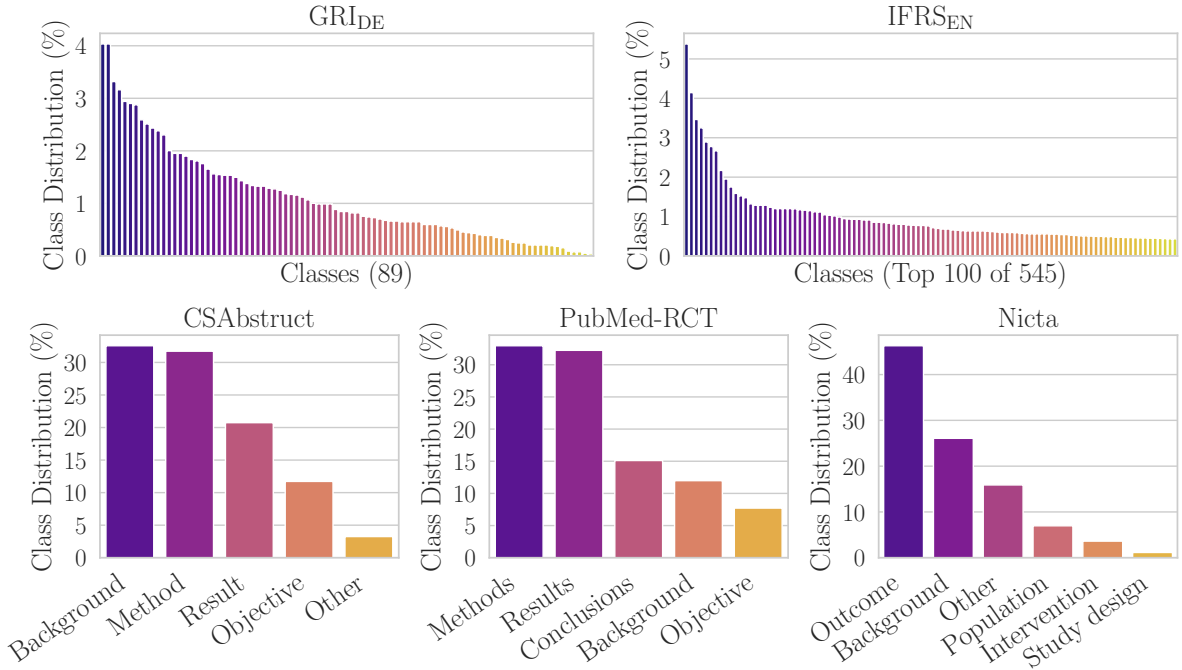 GRI_DE
Class Distribution (%)
4
3
2
1
0
Classes (89)
IFRS_EN
Class Distribution (%)
5
4
3
2
1
0
Classes (Top 100 of 545)
CSAbstruct
Class Distribution (%)
30
25
20
15
10
5
0
Background
Method
Result
Objective
Other
PubMed-RCT
Class Distribution (%)
30
25
20
15
10
5
0
Methods
Results
Conclusions
Background
Objective
Nicta
Class Distribution (%)
40
30
20
10
0
Outcome
Background
Other
Population
Intervention
Study design